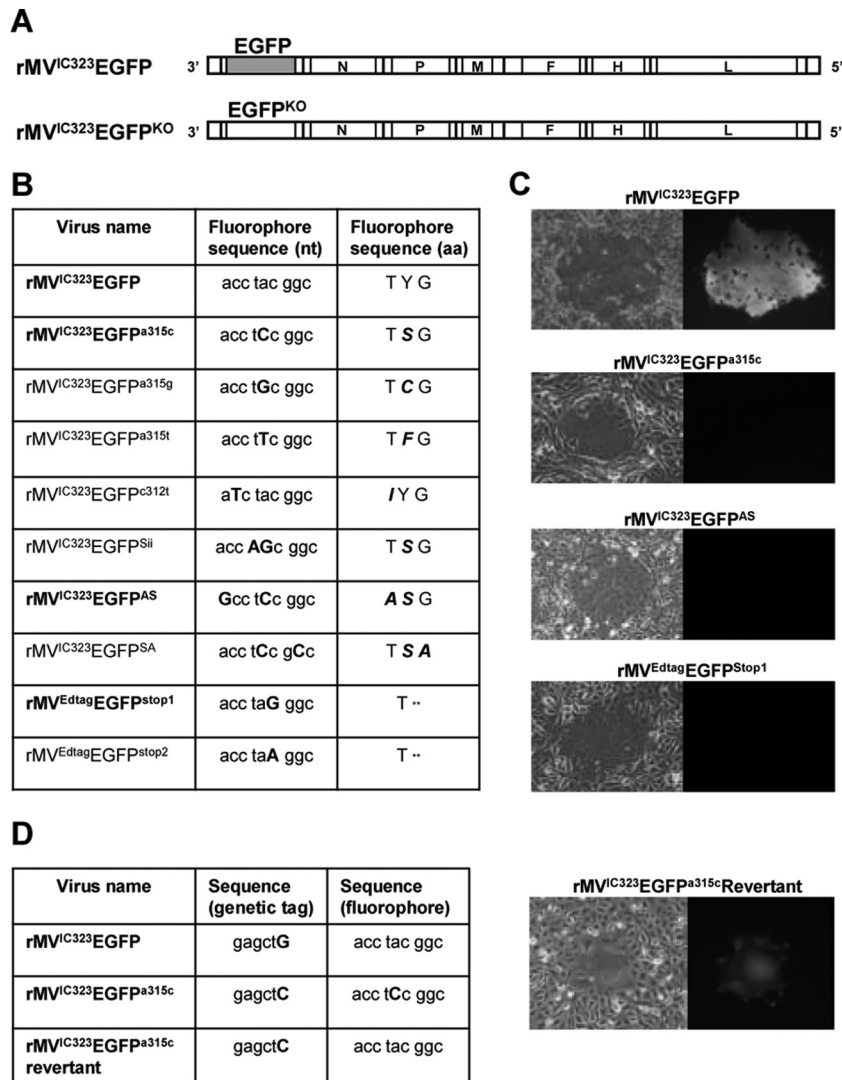 A
EGFP
rMVIC323EGFP 3' N P M F H L 5'
EGFPKO
rMVIC323EGFPKO 3' N P M F H L 5'
B
Virus name Fluorophore sequence (nt) Fluorophore sequence (aa)
rMVIC323EGFP acc tac ggc T Y G
rMVIC323EGFPa315c acc tCc ggc T S G
rMVIC323EGFPa315g acc tGc ggc T C G
rMVIC323EGFPa315t acc tTc ggc T F G
rMVIC323EGFPc312t aTc tac ggc I Y G
rMVIC323EGFPSii acc AGc ggc T S G
rMVIC323EGFPAS Gcc tCc ggc A S G
rMVIC323EGFPSA acc tCc gCc T S A
rMVEdtagEGFPstop1 acc taG ggc T **
rMVEdtagEGFPstop2 acc taA ggc T **
C
rMVIC323EGFP
rMVIC323EGFPa315c
rMVIC323EGFPAS
rMVEdtagEGFPStop1
D
Virus name Sequence (genetic tag) Sequence (fluorophore)
rMVIC323EGFP gagctG acc tac ggc
rMVIC323EGFPa315c gagctC acc tCc ggc
rMVIC323EGFPa315c revertant gagctC acc tac ggc
rMVIC323EGFPa315cRevertant